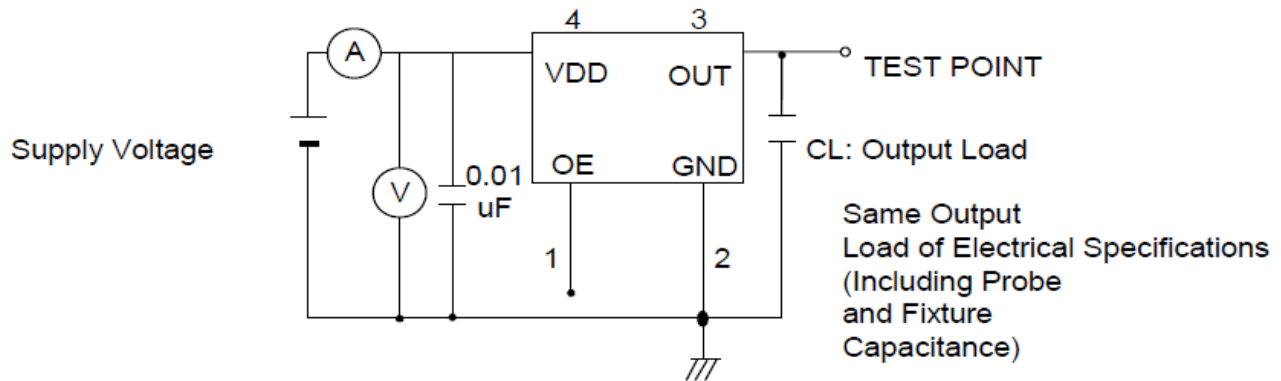 4
3
A
VDD
OUT
TEST POINT
Supply Voltage
OE
GND
CL: Output Load
V
0.01
uF
1
2
Same Output
Load of Electrical Specifications
(Including Probe
and Fixture
Capacitance)